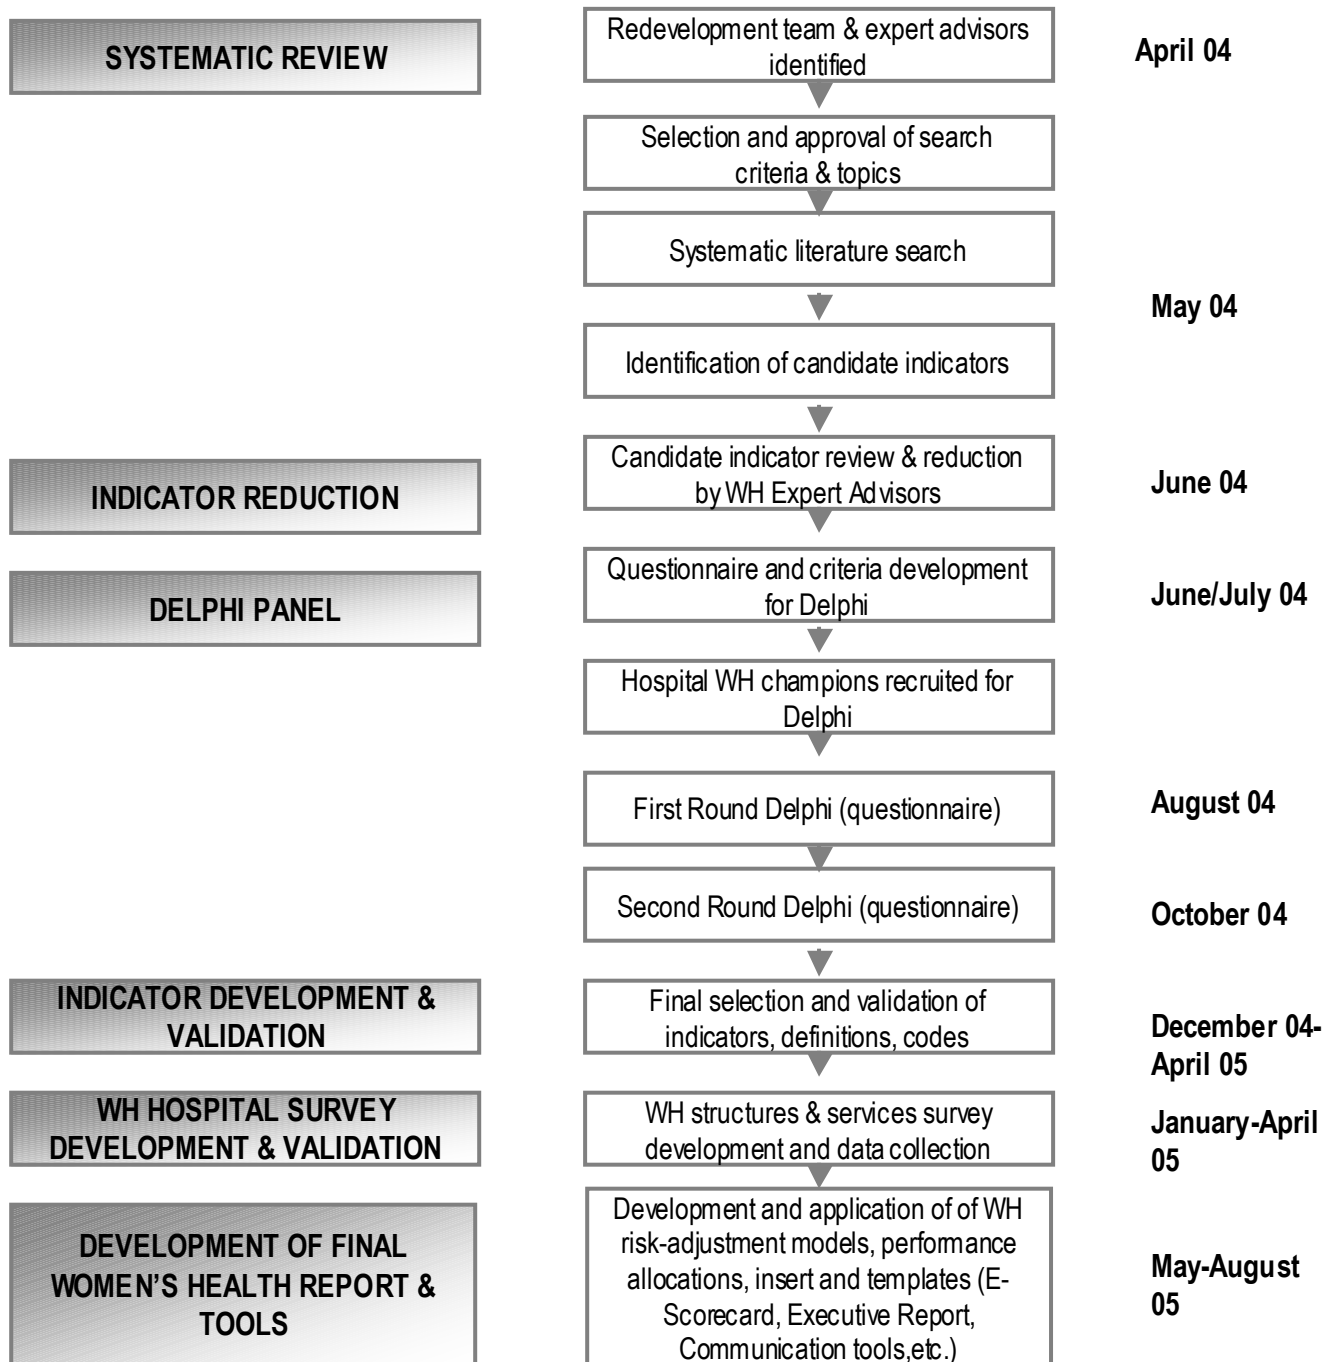 SYSTEMATIC REVIEW
Redevelopment team & expert advisors
identified
April 04
Selection and approval of search
criteria & topics
Systematic literature search
May 04
Identification of candidate indicators
INDICATOR REDUCTION
Candidate indicator review & reduction
by WH Expert Advisors
June 04
DELPHI PANEL
Questionnaire and criteria development
for Delphi
June/July 04
Hospital WH champions recruited for
Delphi
First Round Delphi (questionnaire)
August 04
Second Round Delphi (questionnaire)
October 04
INDICATOR DEVELOPMENT &
VALIDATION
Final selection and validation of
indicators, definitions, codes
December 04-
April 05
WH HOSPITAL SURVEY
DEVELOPMENT & VALIDATION
WH structures & services survey
development and data collection
January-April
05
DEVELOPMENT OF FINAL
WOMEN'S HEALTH REPORT &
TOOLS
Development and application of of WH
risk-adjustment models, performance
allocations, insert and templates (E-
Scorecard, Executive Report,
Communication tools,etc.)
May-August
05